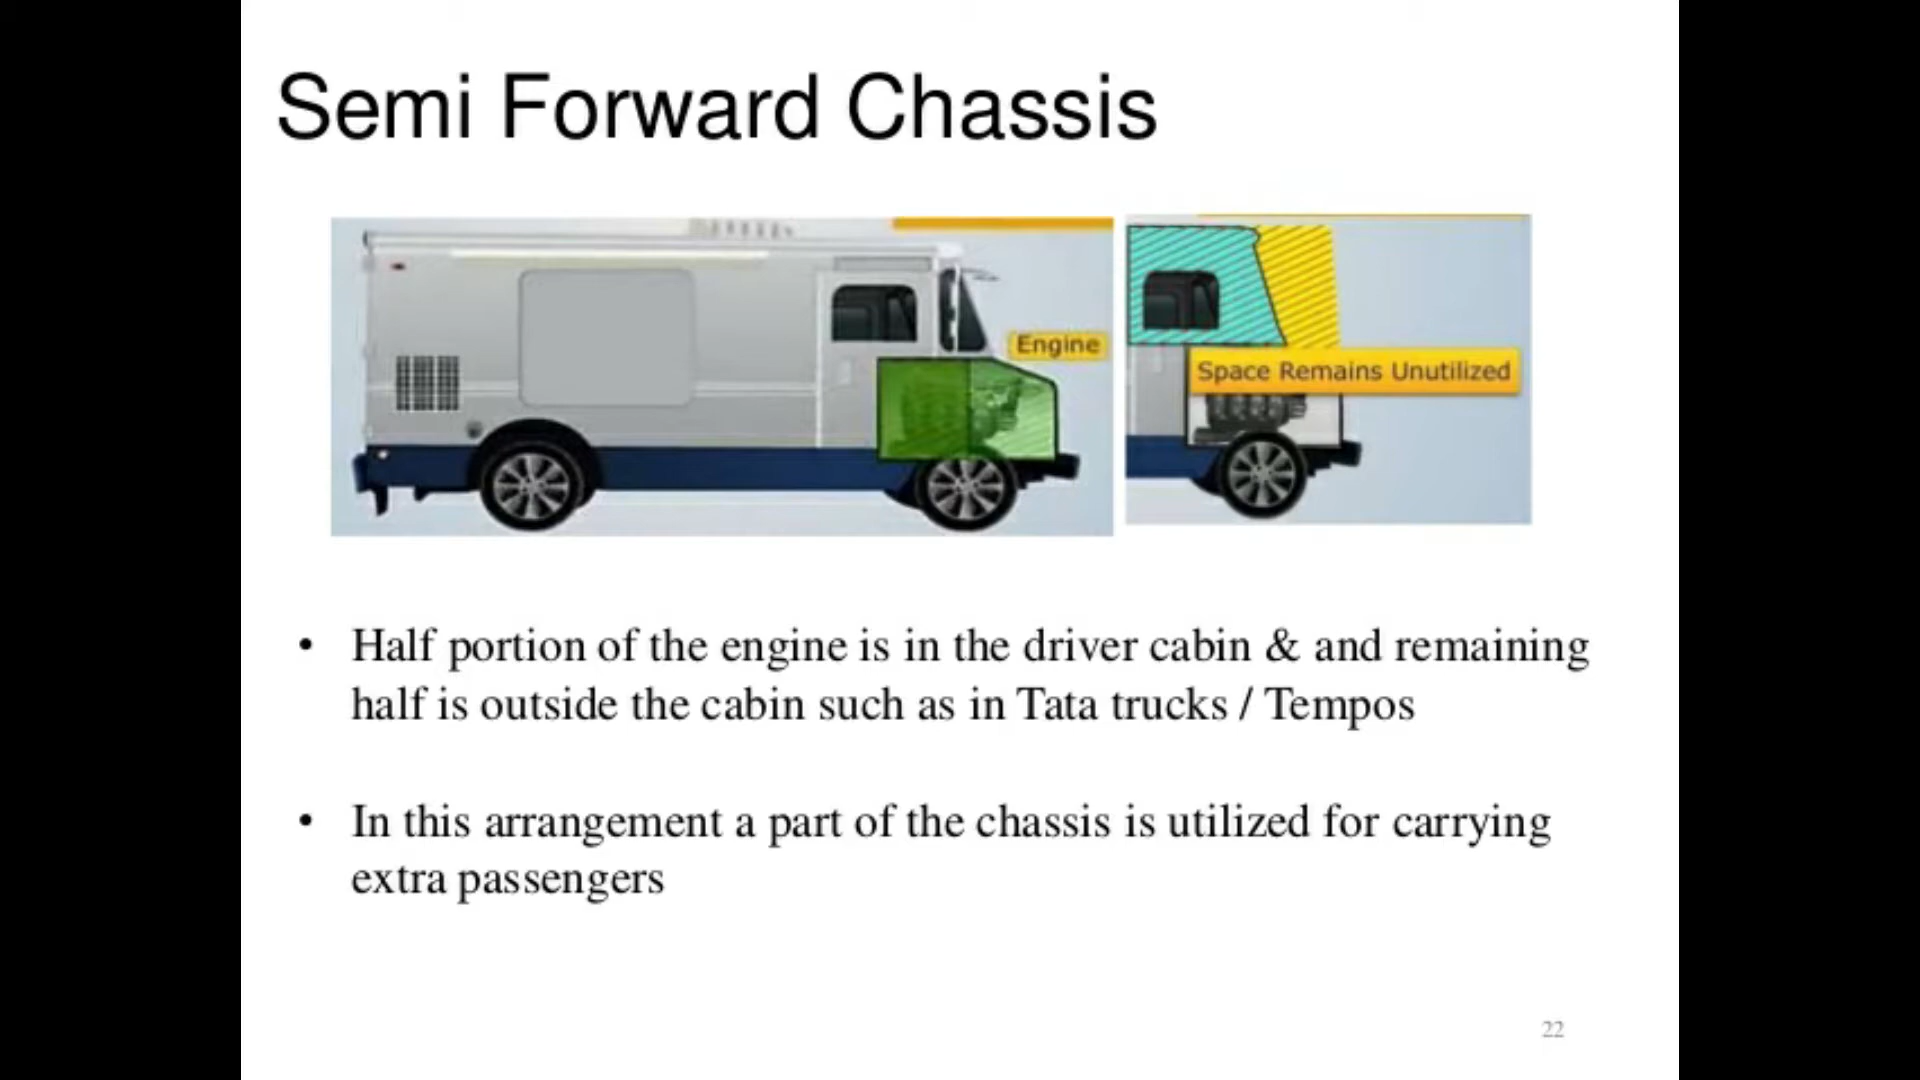 Semi Forward Chassis
Engine
Space Remains Unutilized
• Half portion of the engine is in the driver cabin & and remaining
half is outside the cabin such as in Tata trucks / Tempos
• In this arrangement a part of the chassis is utilized for carrying
extra passengers
22